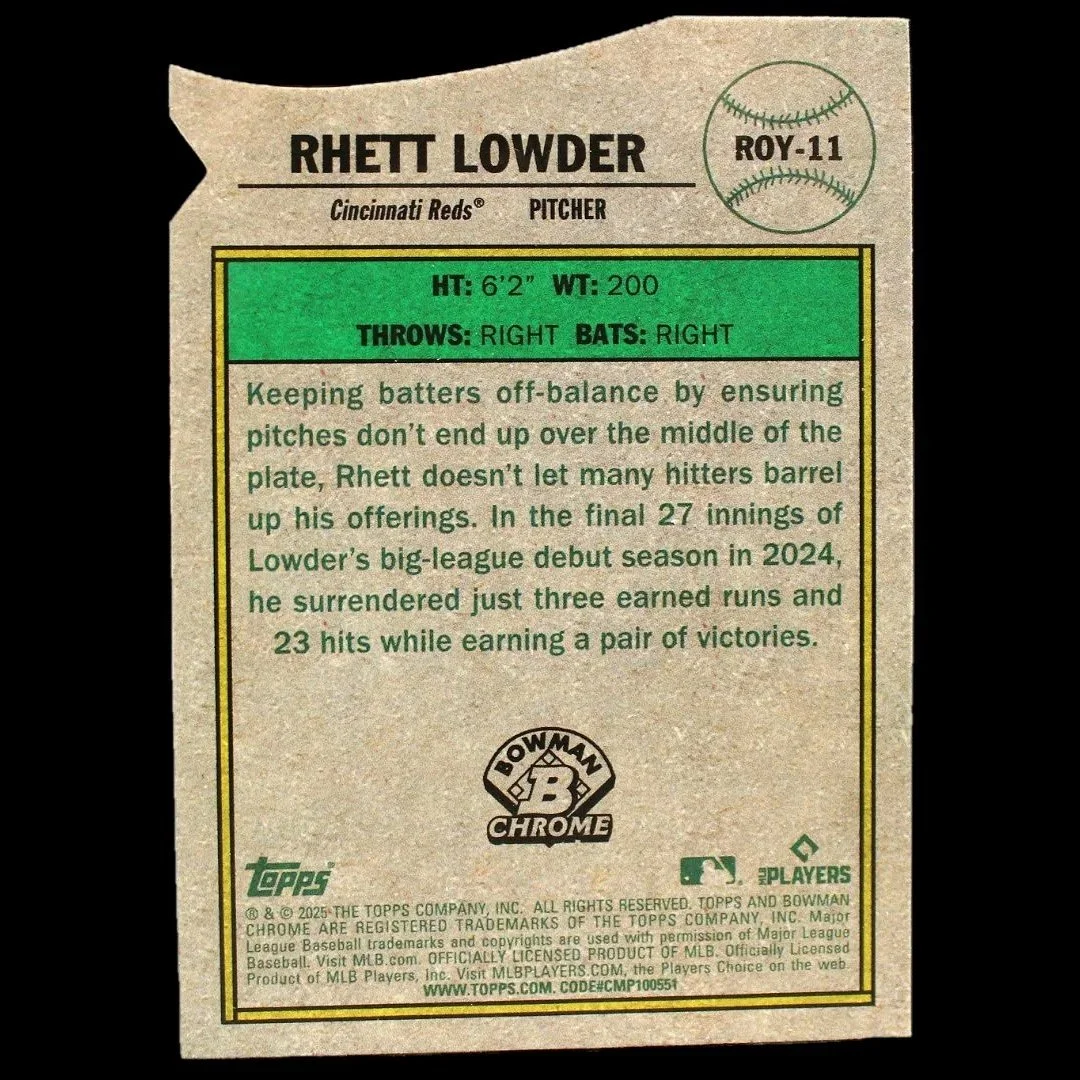 RHETT LOWDER
ROY-11
Cincinnati Reds® PITCHER
HT: 6'2" WT: 200
THROWS: RIGHT BATS: RIGHT
Keeping batters off-balance by ensuring
pitches don't end up over the middle of the
plate, Rhett doesn't let many hitters barrel
up his offerings. In the final 27 innings of
Lowder's big-league debut season in 2024,
he surrendered just three earned runs and
23 hits while earning a pair of victories.
BOWMAN
B
CHROME
Topps®
MLB PLAYERS
® & © 2025 THE TOPPS COMPANY, INC. ALL RIGHTS RESERVED. TOPPS AND BOWMAN
CHROME ARE REGISTERED TRADEMARKS OF THE TOPPS COMPANY, INC. Major
League Baseball trademarks and copyrights are used with permission of Major League
Baseball. Visit MLB.com. OFFICIALLY LICENSED PRODUCT OF MLB. Officially Licensed
Product of MLB Players, Inc. Visit MLBPLAYERS.COM, the Players Choice on the web.
WWW.TOPPS.COM. CODE#CMP100551